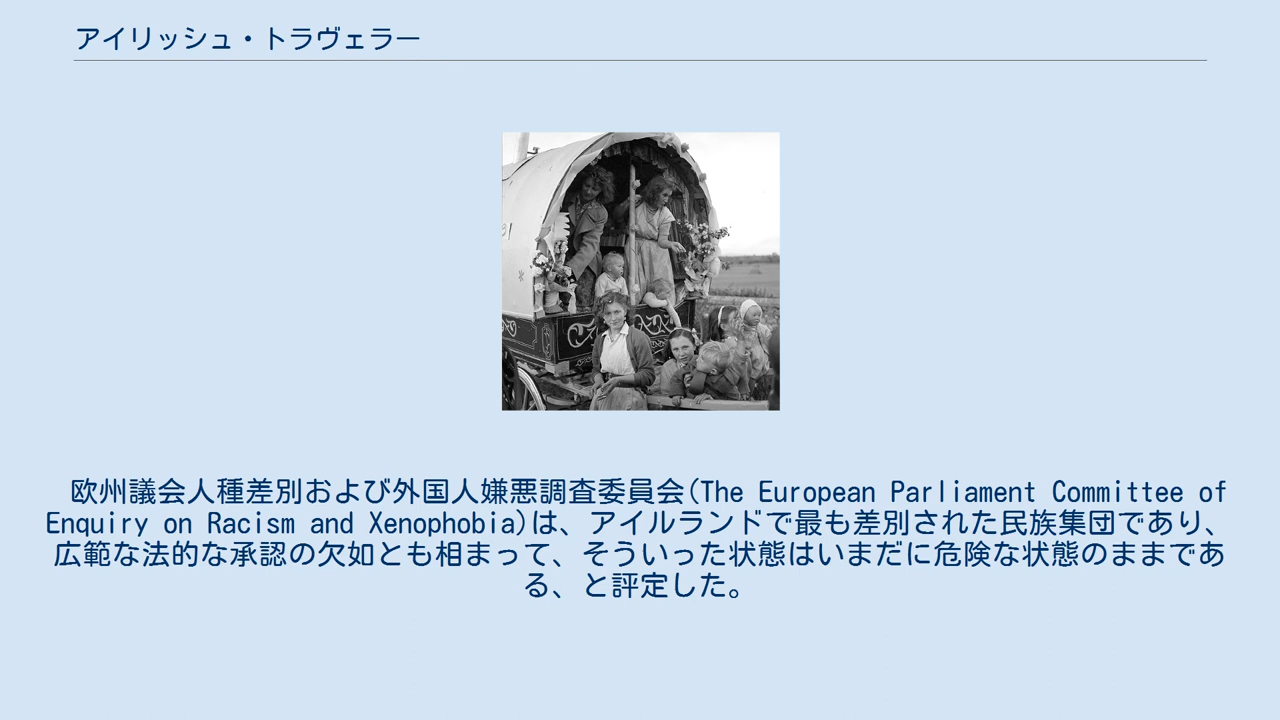 アイリッシュ・トラヴェラー
欧州議会人種差別および外国人嫌悪調査委員会(The European Parliament Committee of
Enquiry on Racism and Xenophobia)は、アイルランドで最も差別された民族集団であり、
広範な法的な承認の欠如とも相まって、そういった状態はいまだに危険な状態のままであ
る、と評定した。